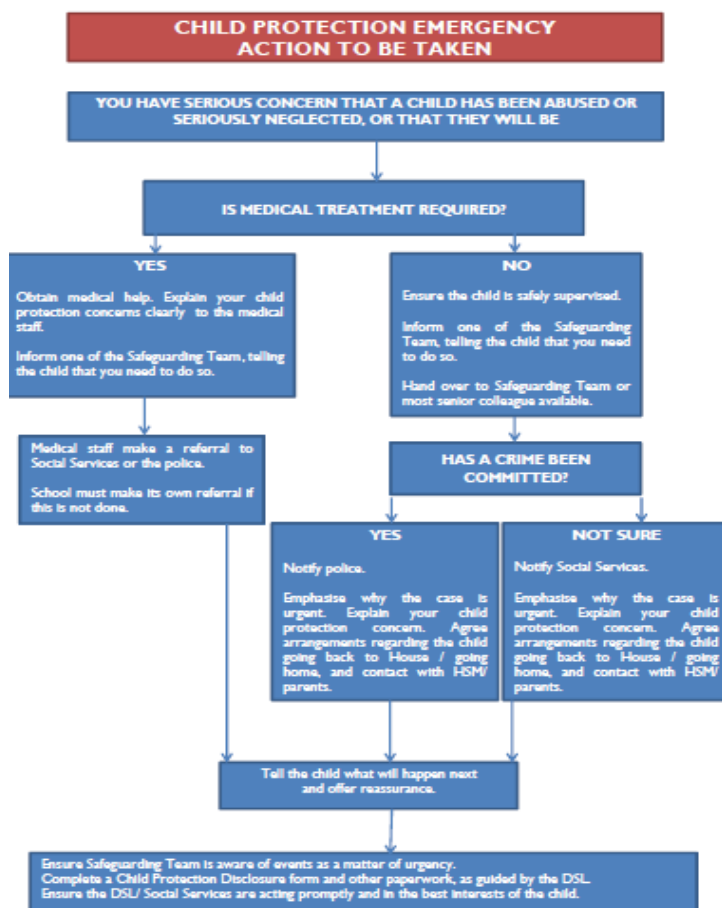 CHILD PROTECTION EMERGENCY
ACTION TO BE TAKEN
YOU HAVE SERIOUS CONCERN THAT A CHILD HAS BEEN ABUSED OR
SERIOUSLY NEGLECTED, OR THAT THEY WILL BE
IS MEDICAL TREATMENT REQUIRED?
YES
Obtain medical help. Explain your child
protection concerns clearly to the medical
staff.
Inform one of the Safeguarding Team, telling
the child that you need to do so.
NO
Ensure the child is safely supervised.
Inform one of the Safeguarding
Team, telling the child that you need
to do so.
Hand over to Safeguarding Team or
most senior colleague available.
Medical staff make a referral to
Social Services or the police.
School must make its own referral if
this is not done.
HAS A CRIME BEEN
COMMITTED?
YES
Notify police.
Emphasise why the case is
urgent. Explain your child
protection concern. Agree
arrangements regarding the child
going back to House / going
home, and contact with HSM/
parents.
NOT SURE
Notify Social Services.
Emphasise why the case is
urgent. Explain your child
protection concern. Agree
arrangements regarding the child
going back to House / going
home, and contact with HSM/
parents.
Tell the child what will happen next
and offer reassurance.
Ensure Safeguarding Team is aware of events as a matter of urgency.
Complete a Child Protection Disclosure form and other paperwork, as guided by the DSL.
Ensure the DSL/ Social Services are acting promptly and in the best interests of the child.